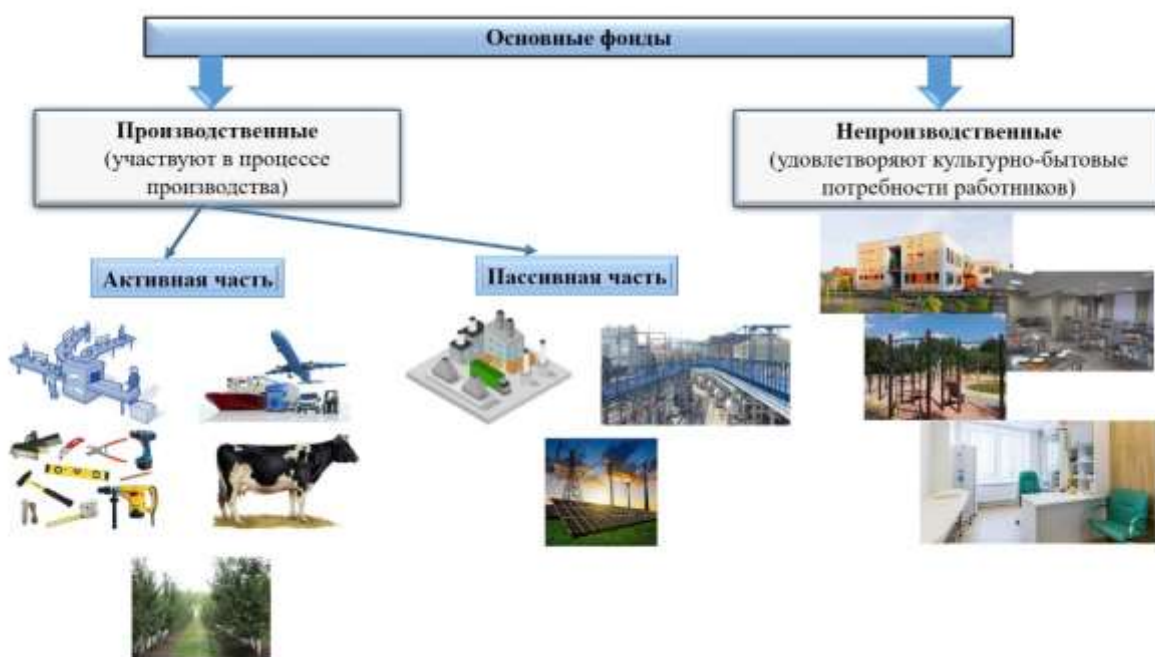 Основные фонды
Производственные
(участвуют в процессе
производства)
Непроизводственные
(удовлетворяют культурно-бытовые
потребности работников)
Активная часть
Пассивная часть